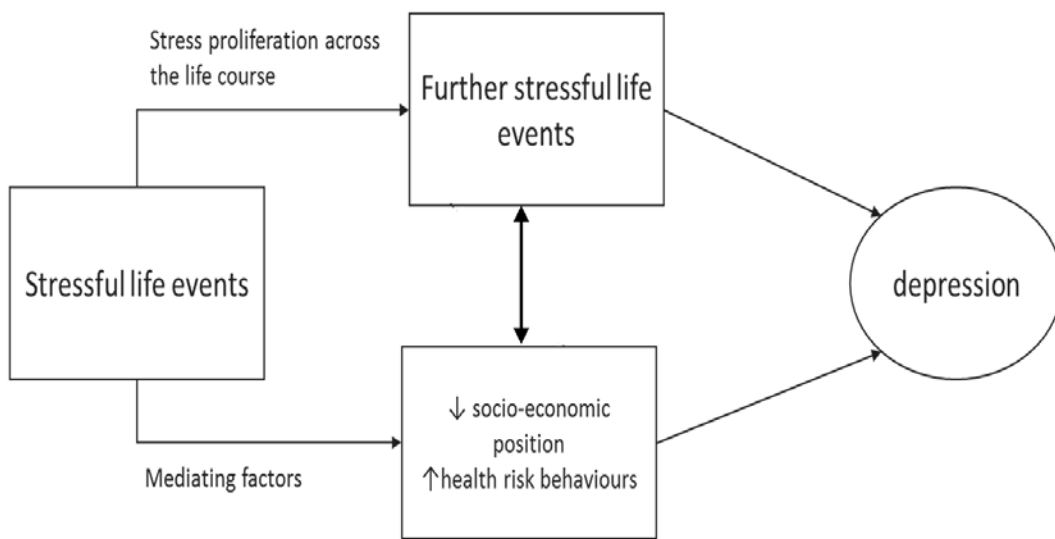 Stress proliferation across
the life course
Further stressful life
events
Stressful life events
depression
↓ socio-economic
position
↑health risk behaviours
Mediating factors